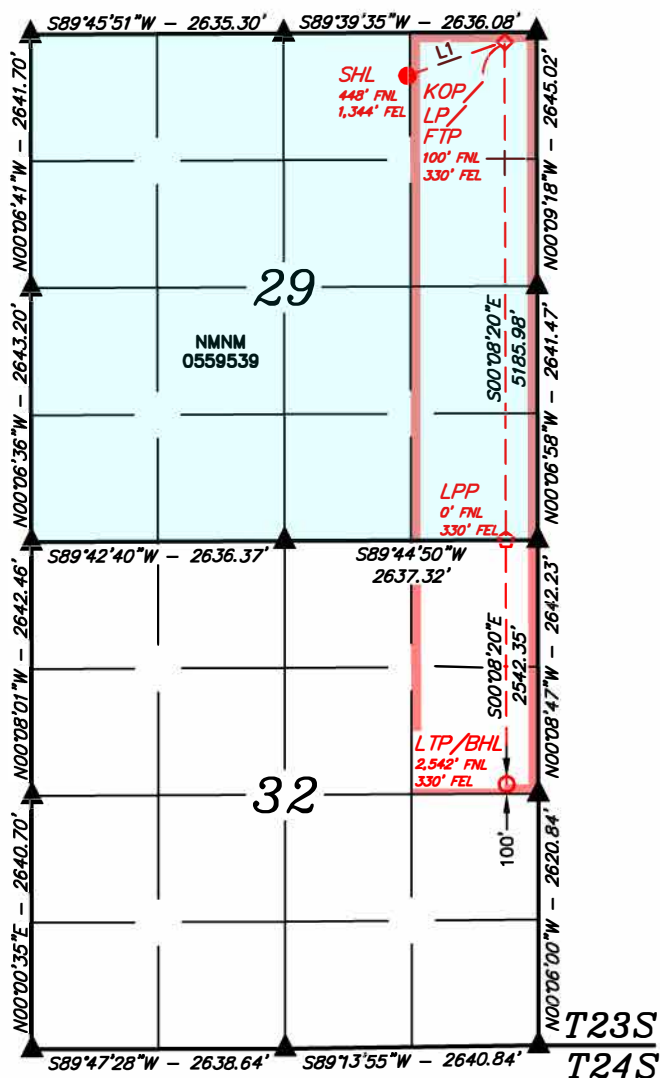 S89°45'51"W - 2635.30'
S89°39'35"W - 2636.08'
N00°06'41"W - 2641.70'
N00°09'18"W - 2645.02'
SHL
448' FNL
1,344' FEL
L1
KOP
LP
FTP
100' FNL
330' FEL
29
NMNM
0559539
N00°06'36"W - 2643.20'
N00°06'58"W - 2641.47'
S00°08'20"E
5185.98'
LPP
0' FNL
330' FEL
S89°42'40"W - 2636.37'
S89°44'50"W
2637.32'
N00°08'01"W - 2642.46'
N00°08'47"W - 2642.23'
S00°08'20"E
2542.35'
LTP/BHL
2,542' FNL
330' FEL
32
100'
N00°00'35"E - 2640.70'
N00°06'00"W - 2620.84'
S89°47'28"W - 2638.64'
S89°13'55"W - 2640.84'
T23S
T24S